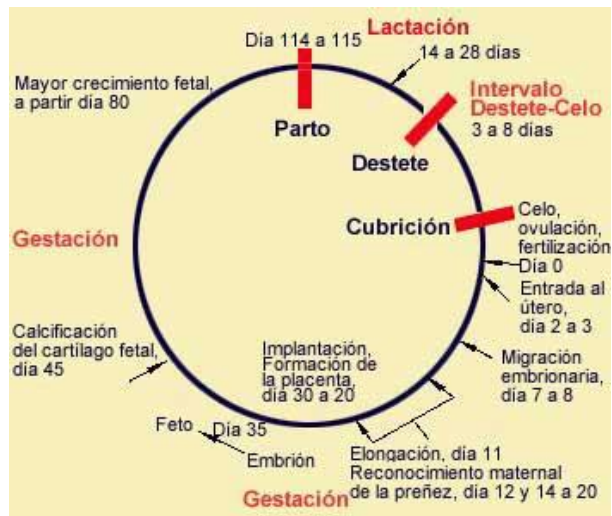 Lactación
Día 114 a 115
14 a 28 días
Mayor crecimiento fetal,
a partir día 80
Intervalo
Destete-Celo
3 a 8 días
Parto
Destete
Cubrición
Celo,
ovulación,
fertilización
Día 0
Gestación
Entrada al
útero,
día 2 a 3
Calcificación
del cartílago fetal,
día 45
Implantación,
Formación de
la placenta,
día 30 a 20
Migración
embrionaria,
día 7 a 8
Feto
Día 35
Embrión
Elongación, día 11
Reconocimiento maternal
de la preñez, día 12 y 14 a 20
Gestación